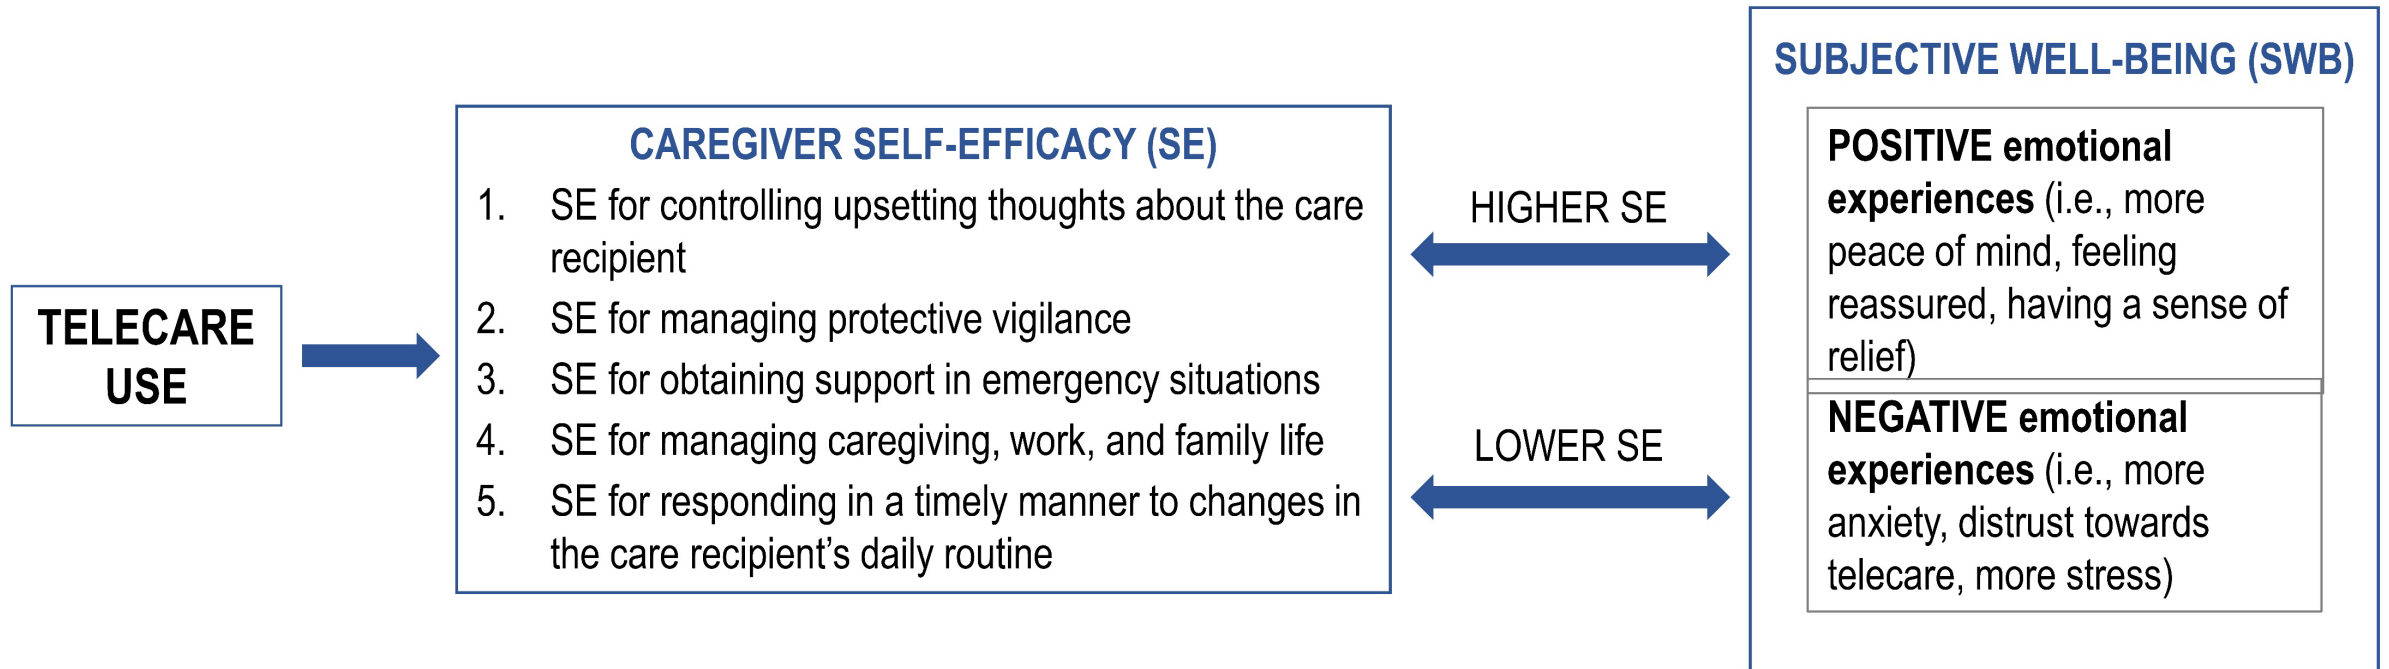 TELECARE
USE
CAREGIVER SELF-EFFICACY (SE)
1. SE for controlling upsetting thoughts about the care
recipient
2. SE for managing protective vigilance
3. SE for obtaining support in emergency situations
4. SE for managing caregiving, work, and family life
5. SE for responding in a timely manner to changes in
the care recipient’s daily routine
HIGHER SE
LOWER SE
SUBJECTIVE WELL-BEING (SWB)
POSITIVE emotional
experiences (i.e., more
peace of mind, feeling
reassured, having a sense of
relief)
NEGATIVE emotional
experiences (i.e., more
anxiety, distrust towards
telecare, more stress)